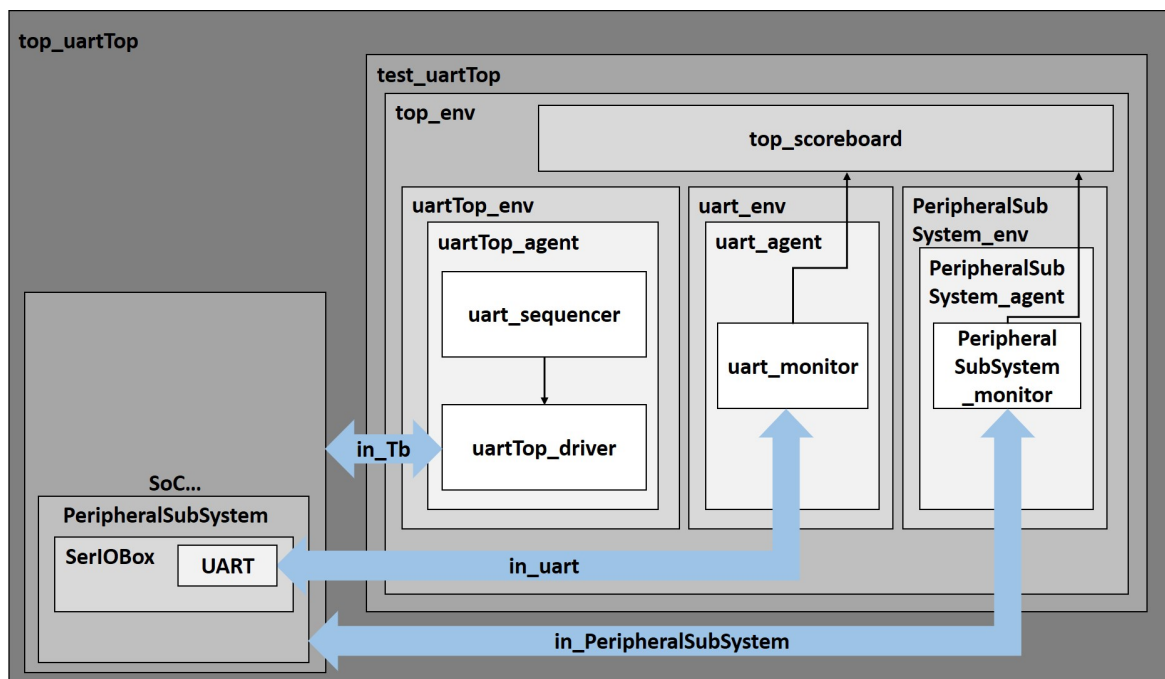 top_uartTop
test_uartTop
top_env
top_scoreboard
uartTop_env
uartTop_agent
uart_sequencer
uartTop_driver
uart_env
uart_agent
uart_monitor
PeripheralSub
System_env
PeripheralSub
System_agent
Peripheral
SubSystem
_monitor
in_Tb
SoC...
PeripheralSubSystem
SerIOBox
UART
in_uart
in_PeripheralSubSystem